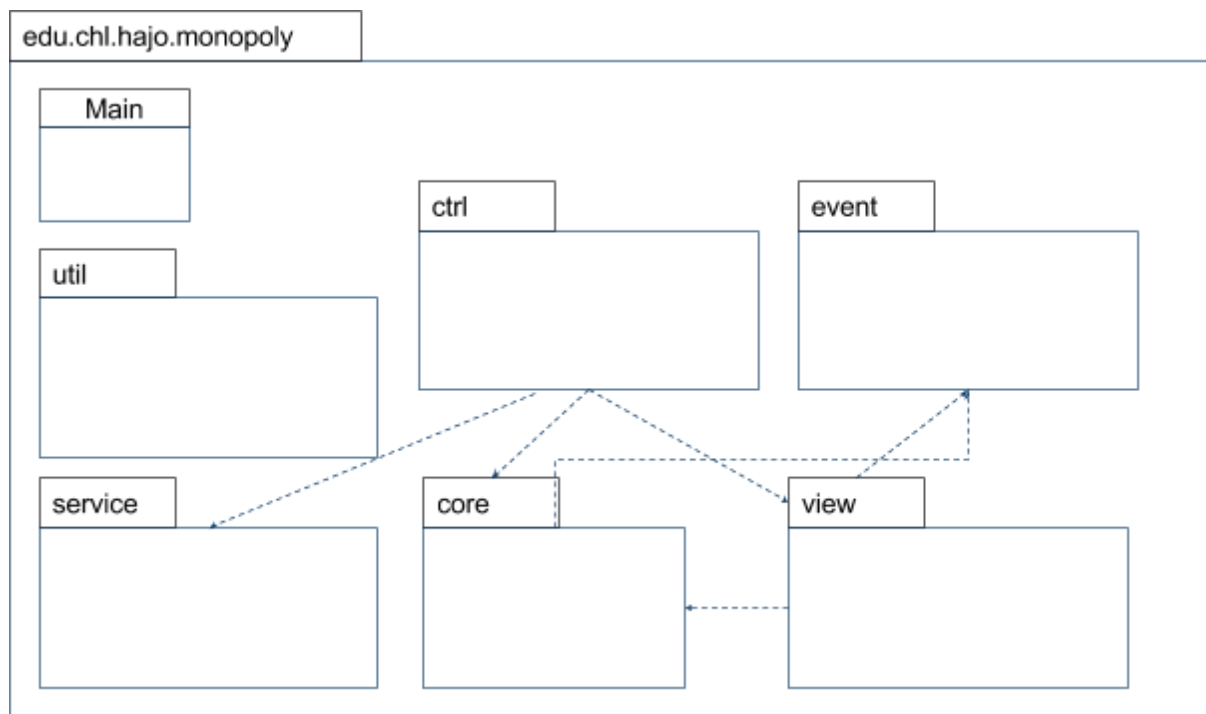 edu.chl.hajo.monopoly
Main
ctrl
event
util
service
core
view